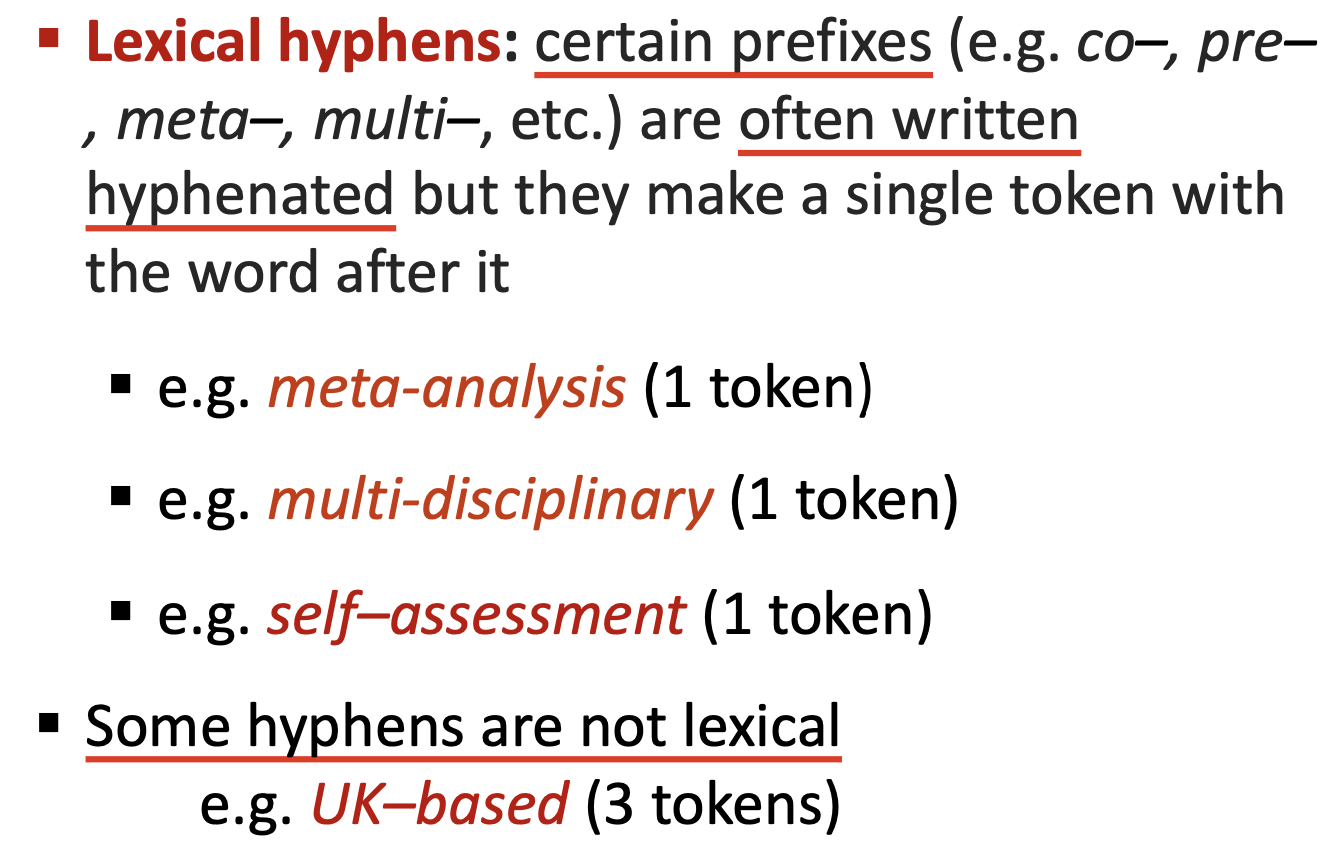 ▪ Lexical hyphens: certain prefixes (e.g. co–, pre–
, meta–, multi–, etc.) are often written
hyphenated but they make a single token with
the word after it
▪ e.g. meta-analysis (1 token)
▪ e.g. multi-disciplinary (1 token)
▪ e.g. self–assessment (1 token)
▪ Some hyphens are not lexical
e.g. UK–based (3 tokens)